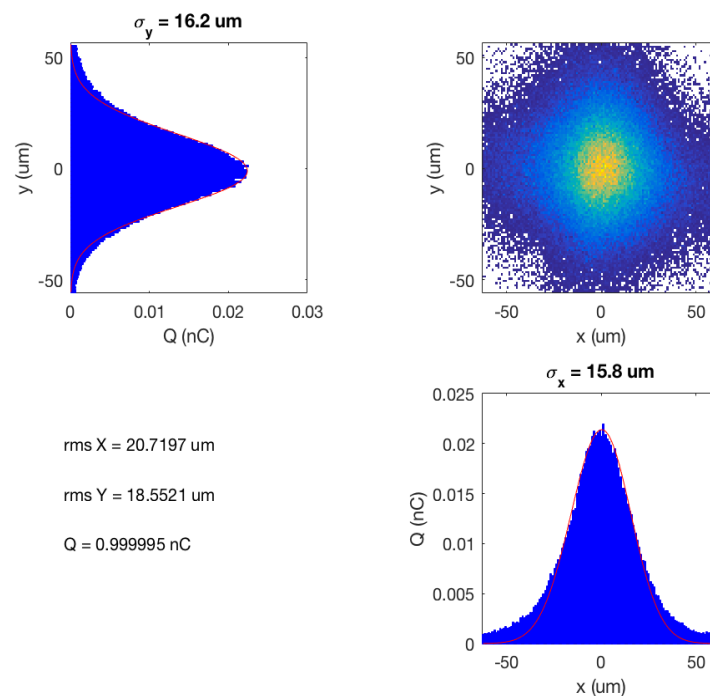 σy = 16.2 um
50
0
-50
y (um)
0
0.01
0.02
0.03
Q (nC)
50
0
-50
y (um)
-50
0
50
x (um)
σx = 15.8 um
0.025
0.02
0.015
0.01
0.005
0
Q (nC)
-50
0
50
x (um)
rms X = 20.7197 um
rms Y = 18.5521 um
Q = 0.999995 nC